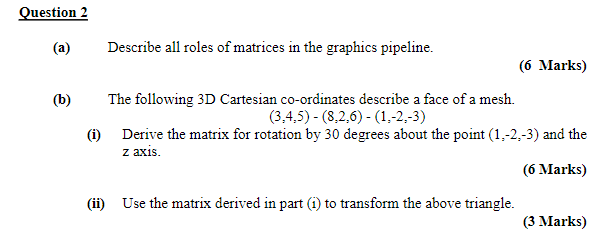 Question 2
(a) Describe all roles of matrices in the graphics pipeline.
(6 Marks)
(b) The following 3D Cartesian co-ordinates describe a face of a mesh.
(3,4,5) - (8,2,6) - (1,-2,-3)
(i) Derive the matrix for rotation by 30 degrees about the point (1,-2,-3) and the
z axis.
(6 Marks)
(ii) Use the matrix derived in part (i) to transform the above triangle.
(3 Marks)